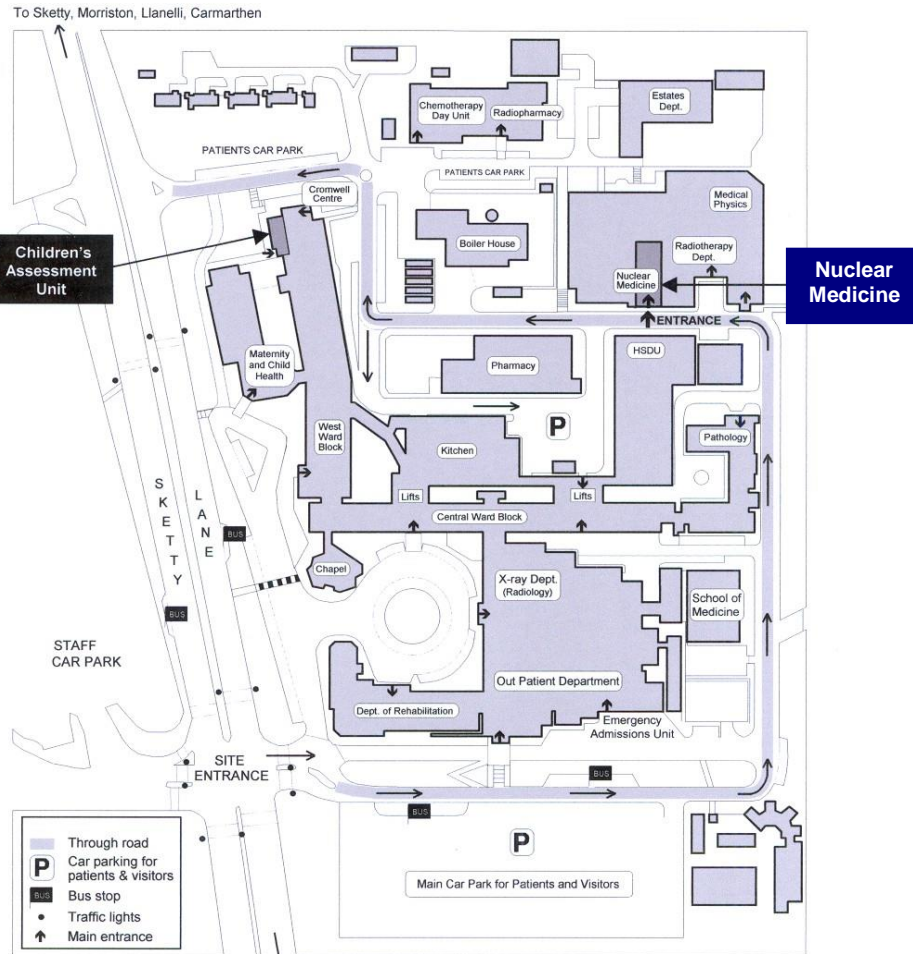 To Sketty, Morriston, Llanelli, Carmarthen
Chemotherapy
Day Unit
Radiopharmacy
Estates
Dept.
PATIENTS CAR PARK
PATIENTS CAR PARK
Cromwell
Centre
Medical
Physics
Children's
Assessment
Unit
Boiler House
Radiotherapy
Dept.
Nuclear
Medicine
Nuclear
Medicine
ENTRANCE
HSDU
Pharmacy
Maternity
and Child
Health
P
West
Ward
Block
Kitchen
Pathology
Lifts
Lifts
Central Ward Block
SKETTY
LANE
BUS
Chapel
X-ray Dept.
(Radiology)
School of
Medicine
BUS
STAFF
CAR PARK
Out Patient Department
Dept. of Rehabilitation
Emergency
Admissions Unit
SITE
ENTRANCE
BUS
BUS
P
Main Car Park for Patients and Visitors
Through road
P
Car parking for
patients & visitors
BUS
Bus stop
Traffic lights
Main entrance